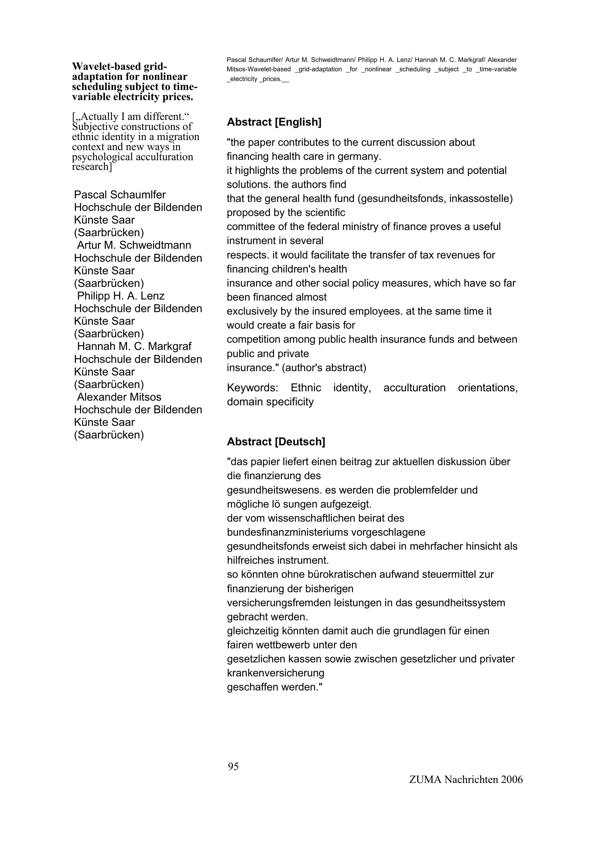 Wavelet-based grid-
adaptation for nonlinear
scheduling subject to time-
variable electricity prices.
[„Actually I am different.“
Subjective constructions of
ethnic identity in a migration
context and new ways in
psychological acculturation
research]
Pascal Schaumlfer
Hochschule der Bildenden
Künste Saar
(Saarbrücken)
Artur M. Schweidtmann
Hochschule der Bildenden
Künste Saar
(Saarbrücken)
Philipp H. A. Lenz
Hochschule der Bildenden
Künste Saar
(Saarbrücken)
Hannah M. C. Markgraf
Hochschule der Bildenden
Künste Saar
(Saarbrücken)
Alexander Mitsos
Hochschule der Bildenden
Künste Saar
(Saarbrücken)
Pascal Schaumlfer/ Artur M. Schweidtmann/ Philipp H. A. Lenz/ Hannah M. C. Markgraf/ Alexander
Mitsos-Wavelet-based _grid-adaptation _for _nonlinear _scheduling _subject _to _time-variable
_electricity _prices.__
Abstract [English]
"the paper contributes to the current discussion about
financing health care in germany.
it highlights the problems of the current system and potential
solutions. the authors find
that the general health fund (gesundheitsfonds, inkassostelle)
proposed by the scientific
committee of the federal ministry of finance proves a useful
instrument in several
respects. it would facilitate the transfer of tax revenues for
financing children's health
insurance and other social policy measures, which have so far
been financed almost
exclusively by the insured employees. at the same time it
would create a fair basis for
competition among public health insurance funds and between
public and private
insurance." (author's abstract)
Keywords: Ethnic identity, acculturation orientations,
domain specificity
Abstract [Deutsch]
"das papier liefert einen beitrag zur aktuellen diskussion über
die finanzierung des
gesundheitswesens. es werden die problemfelder und
mögliche lö sungen aufgezeigt.
der vom wissenschaftlichen beirat des
bundesfinanzministeriums vorgeschlagene
gesundheitsfonds erweist sich dabei in mehrfacher hinsicht als
hilfreiches instrument.
so könnten ohne bürokratischen aufwand steuermittel zur
finanzierung der bisherigen
versicherungsfremden leistungen in das gesundheitssystem
gebracht werden.
gleichzeitig könnten damit auch die grundlagen für einen
fairen wettbewerb unter den
gesetzlichen kassen sowie zwischen gesetzlicher und privater
krankenversicherung
geschaffen werden."
95
ZUMA Nachrichten 2006